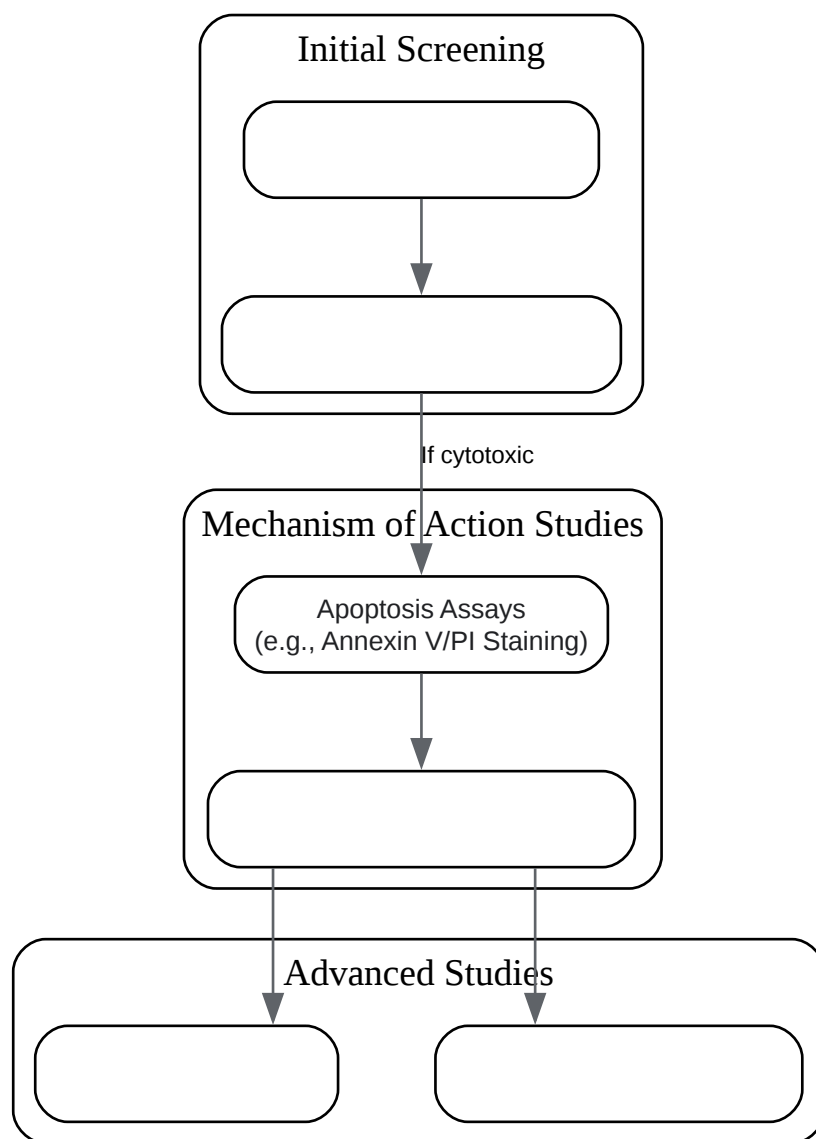 Initial Screening
If cytotoxic
Mechanism of Action Studies
Apoptosis Assays
(e.g., Annexin V/PI Staining)
Advanced Studies